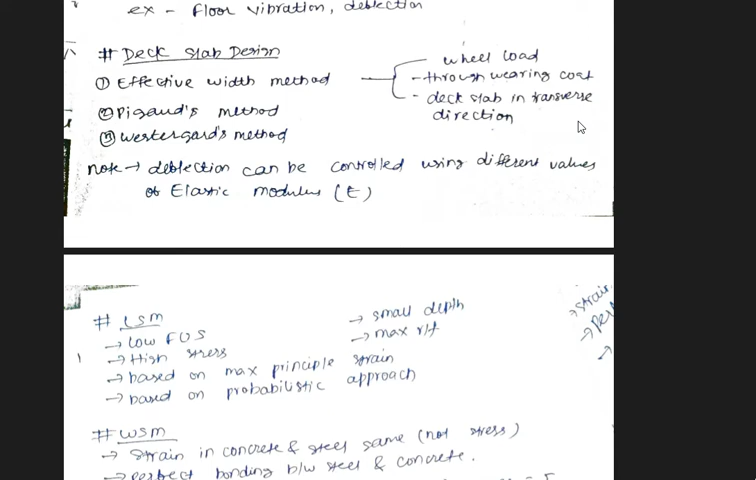 ex - Floor vibration, deblection
# Deck slab Design
① Effective width method
wheel load
- through wearing coat
- deck slab in transverse direction
② Pigaud's method
③ Westergard's method
note → deblection can be controlled using different values
of Elastic modulus (E)
# LSM
→ low FOS
→ High stress
→ based on max principle strain
→ based on probabilistic approach
→ small depth
→ max r/f
→ strain
# WSM
→ strain in concrete & steel same (not stress)
→ perfect bonding b/w steel & concrete.